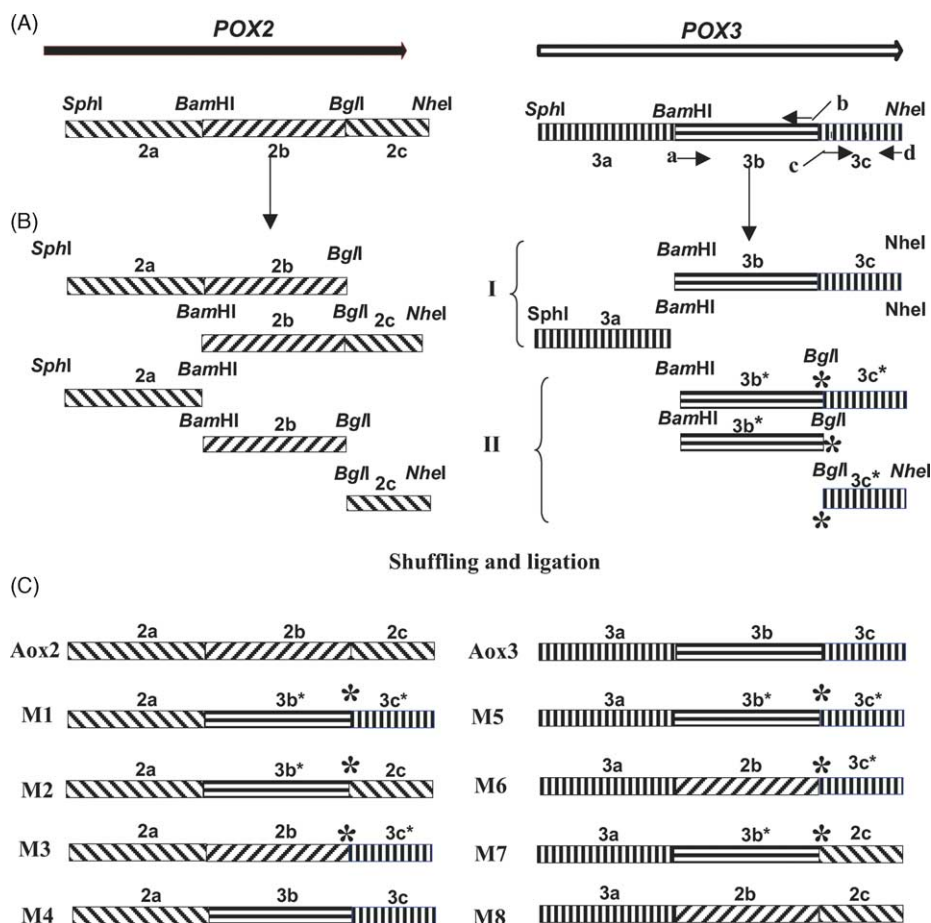 (A)
POX2
POX3
SphI BamHI BglI NheI
2a 2b 2c
SphI BamHI b NheI
3a a 3b c 3c d
(B)
SphI 2a 2b BglI
BamHI 2b BglI 2c NheI
SphI 2a BamHI
BamHI 2b BglI
BglI 2c NheI
I
BamHI 3b 3c NheI
BamHI NheI
SphI 3a
II
BamHI 3b* BglI * 3c*
BamHI 3b* BglI *
BglI 3c* NheI
*
Shuffling and ligation
(C)
Aox2 2a 2b 2c
M1 2a 3b* * 3c*
M2 2a 3b* * 2c
M3 2a 2b * 3c*
M4 2a 3b 3c
Aox3 3a 3b 3c
M5 3a 3b* * 3c*
M6 3a 2b * 3c*
M7 3a 3b* * 2c
M8 3a 2b 2c